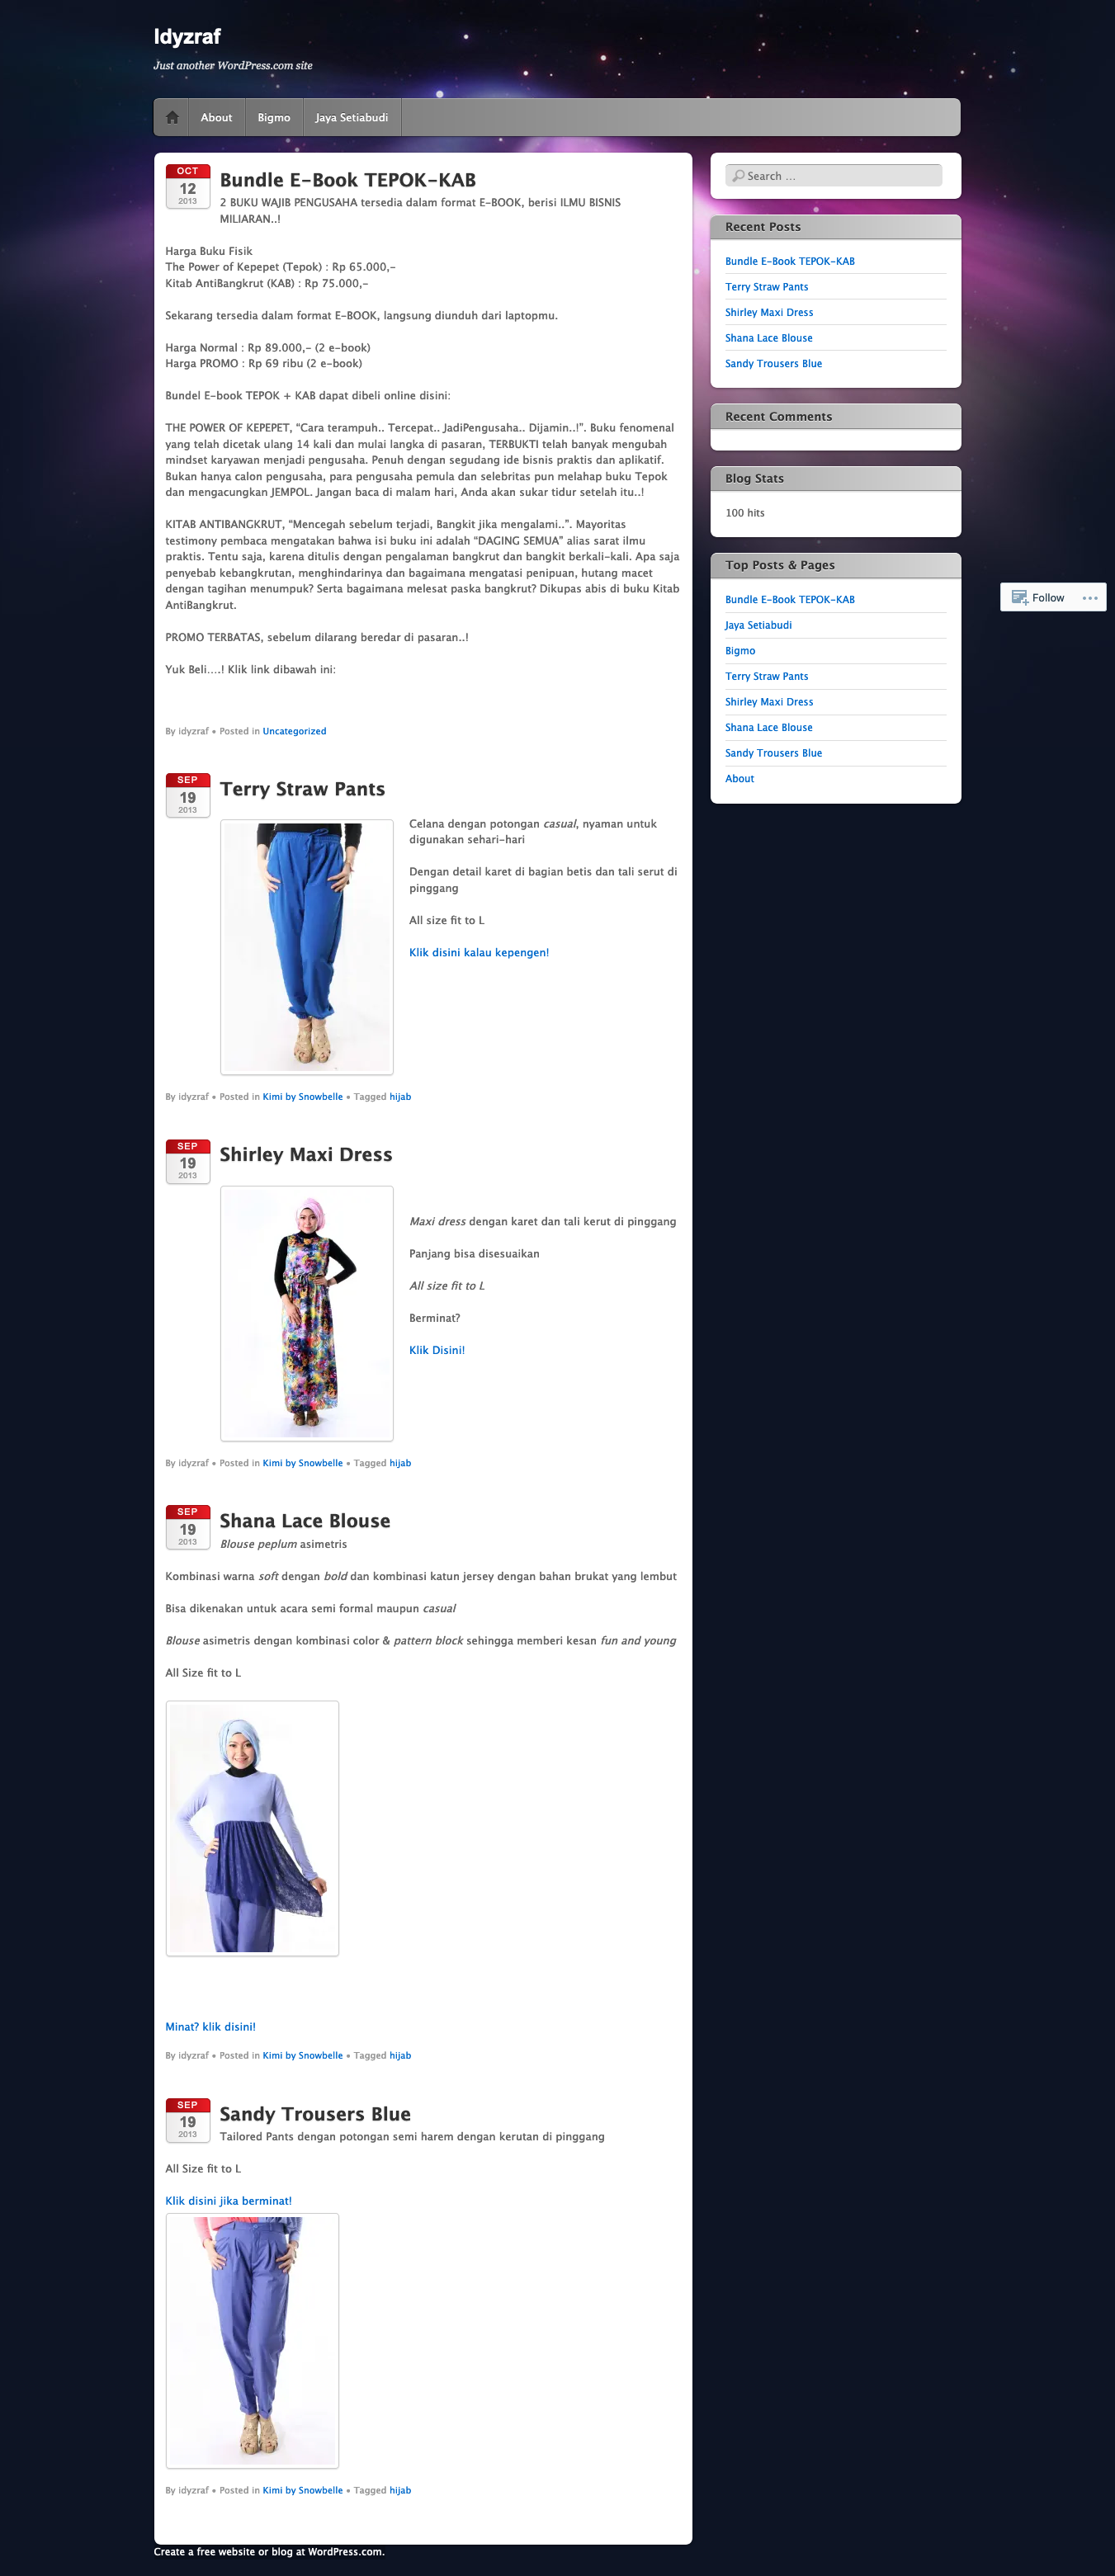 Idyzraf
Just another WordPress.com site
About
Bigmo
Jaya Setiabudi
OCT
12
2013
Bundle E-Book TEPOK-KAB
2 BUKU WAJIB PENGUSAHA tersedia dalam format E-BOOK, berisi ILMU BISNIS
MILIARAN..!
Harga Buku Fisik
The Power of Kepepet (Tepok) : Rp 65.000,-
Kitab AntiBangkrut (KAB) : Rp 75.000,-
Sekarang tersedia dalam format E-BOOK, langsung diunduh dari laptopmu.
Harga Normal : Rp 89.000,- (2 e-book)
Harga PROMO : Rp 69 ribu (2 e-book)
Bundel E-book TEPOK + KAB dapat dibeli online disini:
THE POWER OF KEPEPET, “Cara terampuh.. Tercepat.. JadiPengusaha.. Dijamin..!”. Buku fenomenal
yang telah dicetak ulang 14 kali dan mulai langka di pasaran, TERBUKTI telah banyak mengubah
mindset karyawan menjadi pengusaha. Penuh dengan segudang ide bisnis praktis dan aplikatif.
Bukan hanya calon pengusaha, para pengusaha pemula dan selebritas pun melahap buku Tepok
dan mengacungkan JEMPOL. Jangan baca di malam hari, Anda akan sukar tidur setelah itu..!
KITAB ANTIBANGKRUT, “Mencegah sebelum terjadi, Bangkit jika mengalami..”. Mayoritas
testimony pembaca mengatakan bahwa isi buku ini adalah “DAGING SEMUA” alias sarat ilmu
praktis. Tentu saja, karena ditulis dengan pengalaman bangkrut dan bangkit berkali-kali. Apa saja
penyebab kebangkrutan, menghindarinya dan bagaimana mengatasi penipuan, hutang macet
dengan tagihan menumpuk? Serta bagaimana melesat paska bangkrut? Dikupas abis di buku Kitab
AntiBangkrut.
PROMO TERBATAS, sebelum dilarang beredar di pasaran..!
Yuk Beli....! Klik link dibawah ini:
By idyzraf • Posted in Uncategorized
SEP
19
2013
Terry Straw Pants
Celana dengan potongan casual, nyaman untuk
digunakan sehari-hari
Dengan detail karet di bagian betis dan tali serut di
pinggang
All size fit to L
Klik disini kalau kepengen!
By idyzraf • Posted in Kimi by Snowbelle • Tagged hijab
SEP
19
2013
Shirley Maxi Dress
Maxi dress dengan karet dan tali kerut di pinggang
Panjang bisa disesuaikan
All size fit to L
Berminat?
Klik Disini!
By idyzraf • Posted in Kimi by Snowbelle • Tagged hijab
SEP
19
2013
Shana Lace Blouse
Blouse peplum asimetris
Kombinasi warna soft dengan bold dan kombinasi katun jersey dengan bahan brukat yang lembut
Bisa dikenakan untuk acara semi formal maupun casual
Blouse asimetris dengan kombinasi color & pattern block sehingga memberi kesan fun and young
All Size fit to L
Minat? klik disini!
By idyzraf • Posted in Kimi by Snowbelle • Tagged hijab
SEP
19
2013
Sandy Trousers Blue
Tailored Pants dengan potongan semi harem dengan kerutan di pinggang
All Size fit to L
Klik disini jika berminat!
By idyzraf • Posted in Kimi by Snowbelle • Tagged hijab
Search ...
Recent Posts
Bundle E-Book TEPOK-KAB
Terry Straw Pants
Shirley Maxi Dress
Shana Lace Blouse
Sandy Trousers Blue
Recent Comments
Blog Stats
100 hits
Top Posts & Pages
Bundle E-Book TEPOK-KAB
Jaya Setiabudi
Bigmo
Terry Straw Pants
Shirley Maxi Dress
Shana Lace Blouse
Sandy Trousers Blue
About
Follow
Create a free website or blog at WordPress.com.